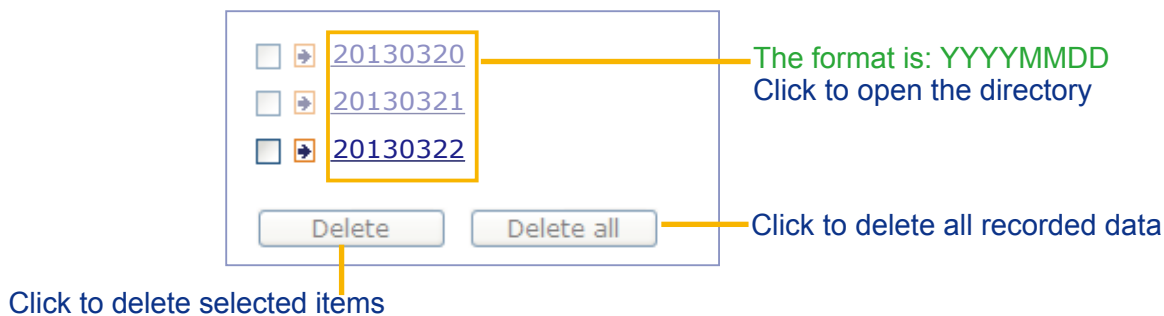 20130320
The format is: YYYYMMDD
Click to open the directory
20130321
20130322
Delete
Delete all
Click to delete all recorded data
Click to delete selected items